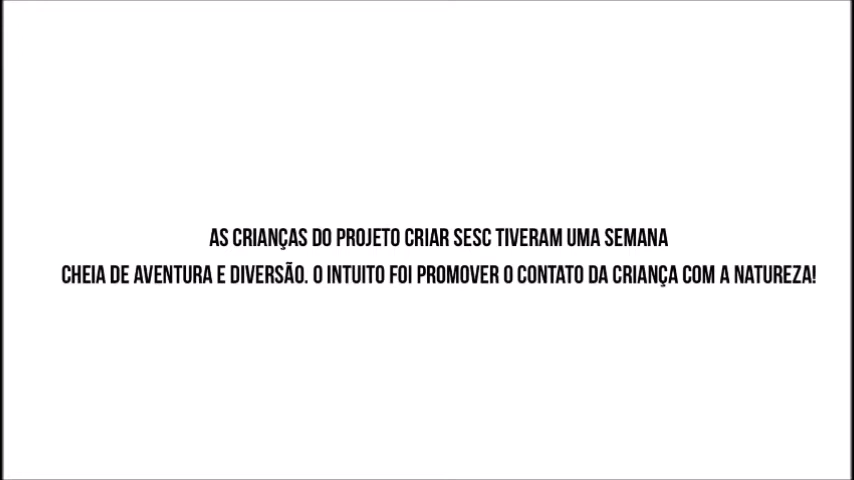 AS CRIANÇAS DO PROJETO CRIAR SESC TIVERAM UMA SEMANA
CHEIA DE AVENTURA E DIVERSÃO. O INTUITO FOI PROMOVER O CONTATO DA CRIANÇA COM A NATUREZA!